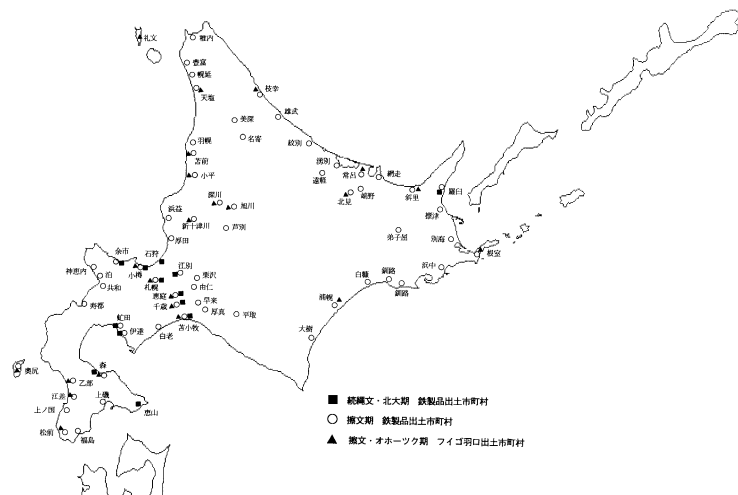 礼文
稚内
豊富
幌延
天塩
枝幸
雄武
美深
名寄
紋別
羽幌
苫前
湧別
常呂
網走
遠軽
小平
斜里
羅臼
北見
端野
深川
旭川
浜益
新十津川
芦別
標津
弟子屈
厚田
別海
根室
余市
石狩
神恵内
泊
小樽
江別
栗沢
浜中
共和
札幌
由仁
白糠
釧路
釧路
恵庭
千歳
早来
浦幌
寿都
厚真
平取
虻田
伊達
白老
苫小牧
大樹
奥尻
森
乙部
江差
上磯
恵山
上ノ国
松前
福島
■ 続縄文・北大期 鉄製品出土市町村
○ 擦文期 鉄製品出土市町村
▲ 擦文・オホーツク期 フイゴ羽口出土市町村